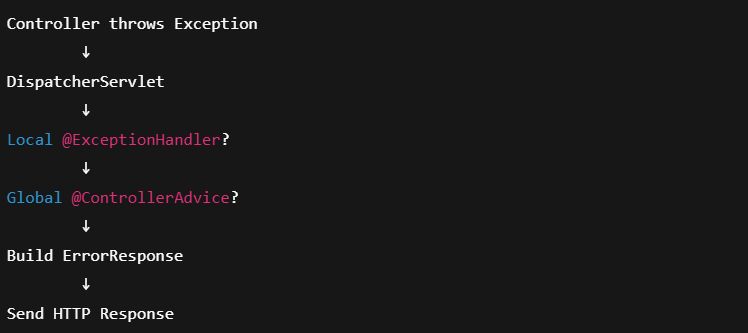 Controller throws Exception
↓
DispatcherServlet
↓
Local @ExceptionHandler?
↓
Global @ControllerAdvice?
↓
Build ErrorResponse
↓
Send HTTP Response